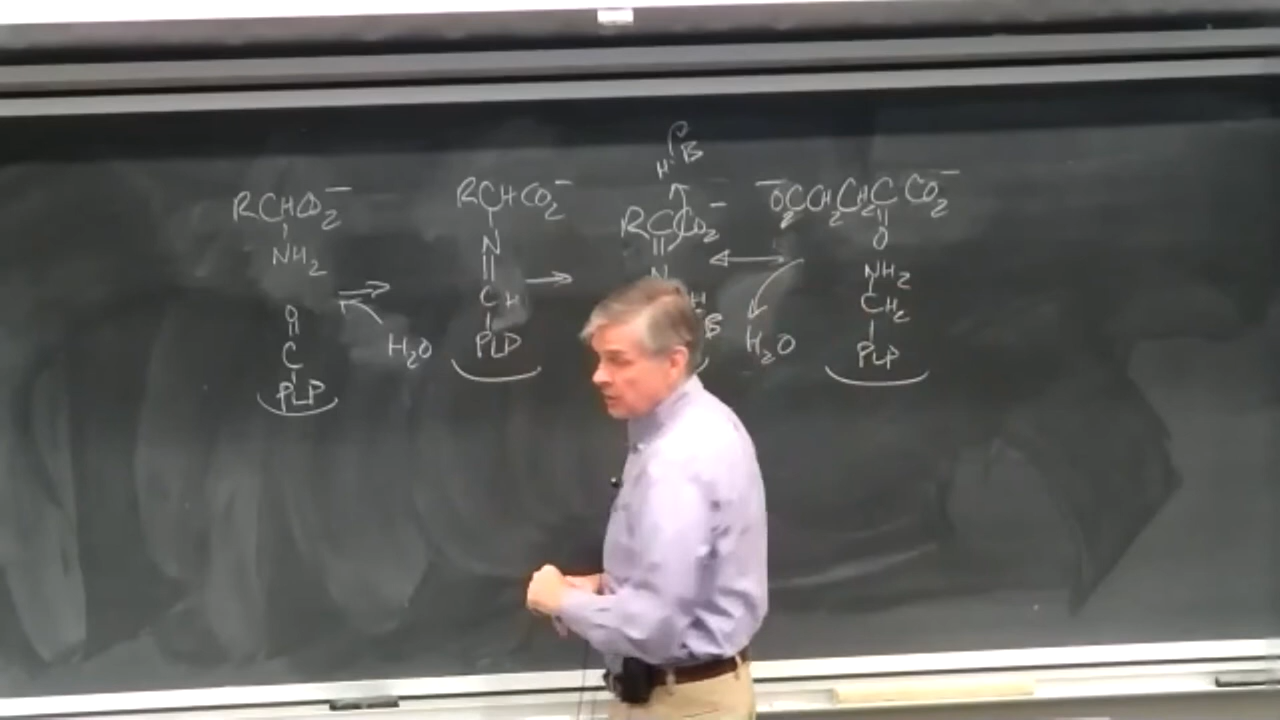 RCHCO₂⁻
NH₂
O
C
PLP
H₂O
RCHCO₂⁻
N
CH
PLP
B
H
RCCO₂⁻
N
H
B
H₂O
⁻O₂CCH₂CH₂CCO₂⁻
O
NH₂
CH₂
PLP